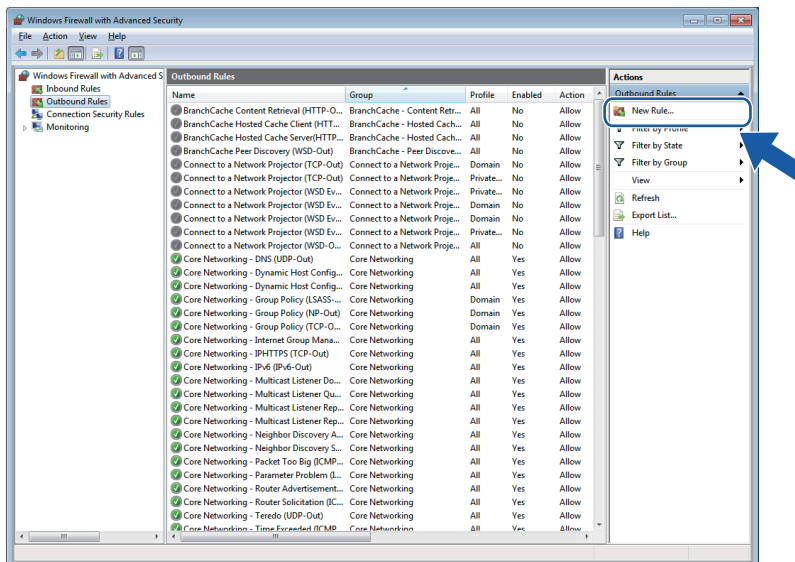 Windows Firewall with Advanced Security
File Action View Help
Windows Firewall with Advanced S
Inbound Rules
Outbound Rules
Connection Security Rules
Monitoring
Outbound Rules
Name Group Profile Enabled Action
BranchCache Content Retrieval (HTTP-O... BranchCache - Content Retr... All No Allow
BranchCache Hosted Cache Client (HTT... BranchCache - Hosted Cach... All No Allow
BranchCache Hosted Cache Server(HTTP... BranchCache - Hosted Cach... All No Allow
BranchCache Peer Discovery (WSD-Out) BranchCache - Peer Discove... All No Allow
Connect to a Network Projector (TCP-Out) Connect to a Network Proje... Domain No Allow
Connect to a Network Projector (TCP-Out) Connect to a Network Proje... Private... No Allow
Connect to a Network Projector (WSD Ev... Connect to a Network Proje... Private... No Allow
Connect to a Network Projector (WSD Ev... Connect to a Network Proje... Domain No Allow
Connect to a Network Projector (WSD Ev... Connect to a Network Proje... Domain No Allow
Connect to a Network Projector (WSD Ev... Connect to a Network Proje... Private... No Allow
Connect to a Network Projector (WSD-O... Connect to a Network Proje... All No Allow
Core Networking - DNS (UDP-Out) Core Networking All Yes Allow
Core Networking - Dynamic Host Config... Core Networking All Yes Allow
Core Networking - Dynamic Host Config... Core Networking All Yes Allow
Core Networking - Group Policy (LSASS-... Core Networking Domain Yes Allow
Core Networking - Group Policy (NP-Out) Core Networking Domain Yes Allow
Core Networking - Group Policy (TCP-O... Core Networking Domain Yes Allow
Core Networking - Internet Group Mana... Core Networking All Yes Allow
Core Networking - IPHTTPS (TCP-Out) Core Networking All Yes Allow
Core Networking - IPv6 (IPv6-Out) Core Networking All Yes Allow
Core Networking - Multicast Listener Do... Core Networking All Yes Allow
Core Networking - Multicast Listener Qu... Core Networking All Yes Allow
Core Networking - Multicast Listener Rep... Core Networking All Yes Allow
Core Networking - Multicast Listener Rep... Core Networking All Yes Allow
Core Networking - Neighbor Discovery A... Core Networking All Yes Allow
Core Networking - Neighbor Discovery S... Core Networking All Yes Allow
Core Networking - Packet Too Big (ICMP... Core Networking All Yes Allow
Core Networking - Parameter Problem (I... Core Networking All Yes Allow
Core Networking - Router Advertisement... Core Networking All Yes Allow
Core Networking - Router Solicitation (IC... Core Networking All Yes Allow
Core Networking - Teredo (UDP-Out) Core Networking All Yes Allow
Core Networking - Time Exceeded (ICMP... Core Networking All Yes Allow
Actions
Outbound Rules
New Rule...
Filter by Profile
Filter by State
Filter by Group
View
Refresh
Export List...
Help